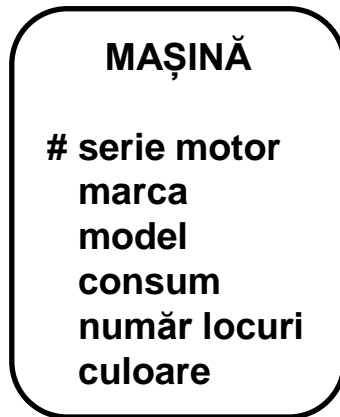 MAȘINĂ
# serie motor
marca
model
consum
număr locuri
culoare